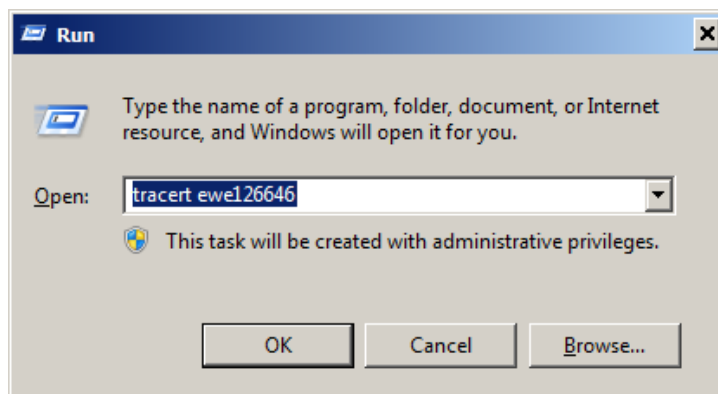 Run
Type the name of a program, folder, document, or Internet
resource, and Windows will open it for you.
Open: tracert ewe126646
This task will be created with administrative privileges.
OK Cancel Browse...